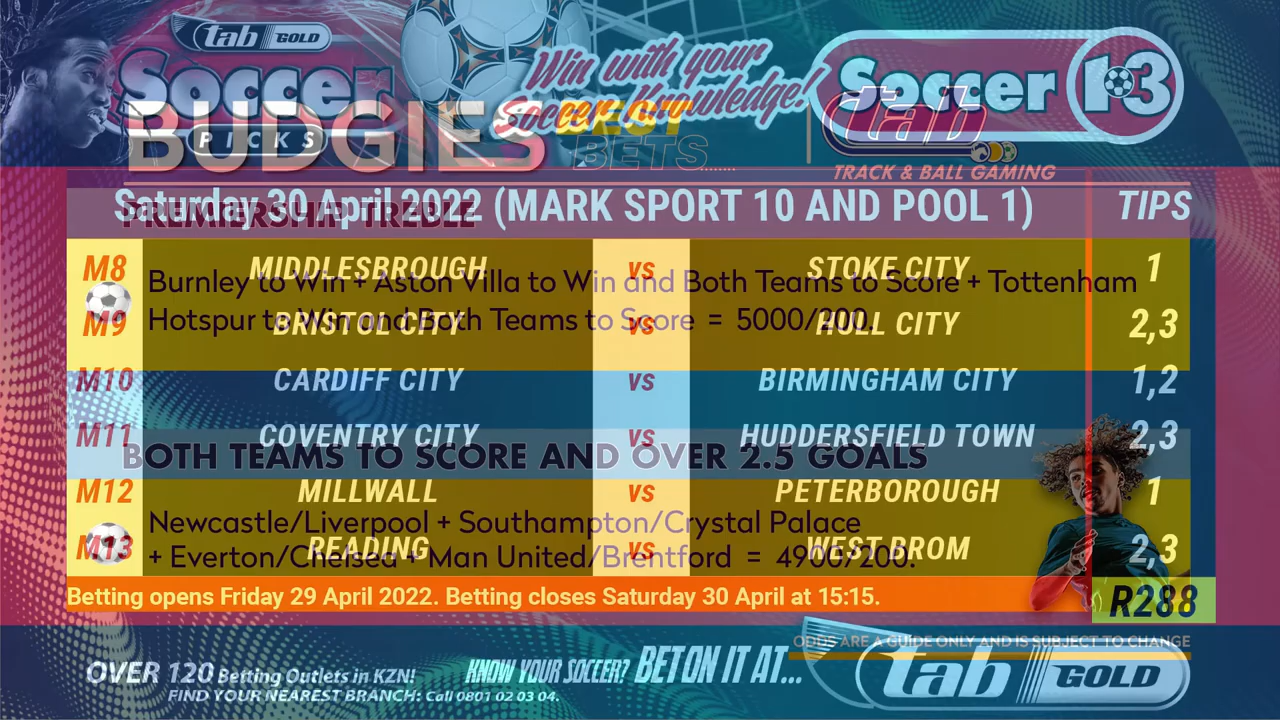 tab GOLD
Soccer
PICKS
BUDGIES BEST
BETS........
Win with your
soccer knowledge!
Soccer 13
tab
TRACK & BALL GAMING
Saturday 30 April 2022 (MARK SPORT 10 AND POOL 1) TIPS
PREMIERSHIP TREBLE
M8 MIDDLESBROUGH vs STOKE CITY 1
Burnley to Win + Aston Villa to Win and Both Teams to Score + Tottenham
Hotspur to Win and Both Teams to Score = 5000/200.
M9 BRISTOL CITY vs HULL CITY 2,3
M10 CARDIFF CITY vs BIRMINGHAM CITY 1,2
M11 COVENTRY CITY vs HUDDERSFIELD TOWN 2,3
BOTH TEAMS TO SCORE AND OVER 2.5 GOALS
M12 MILLWALL vs PETERBOROUGH 1
Newcastle/Liverpool + Southampton/Crystal Palace
+ Everton/Chelsea + Man United/Brentford = 4900/200.
M13 READING vs WEST BROM 2,3
Betting opens Friday 29 April 2022. Betting closes Saturday 30 April at 15:15.
R288
ODDS ARE A GUIDE ONLY AND IS SUBJECT TO CHANGE
OVER 120 Betting Outlets in KZN!
FIND YOUR NEAREST BRANCH: Call 0801 02 03 04.
KNOW YOUR SOCCER? BET ON IT AT...
tab GOLD